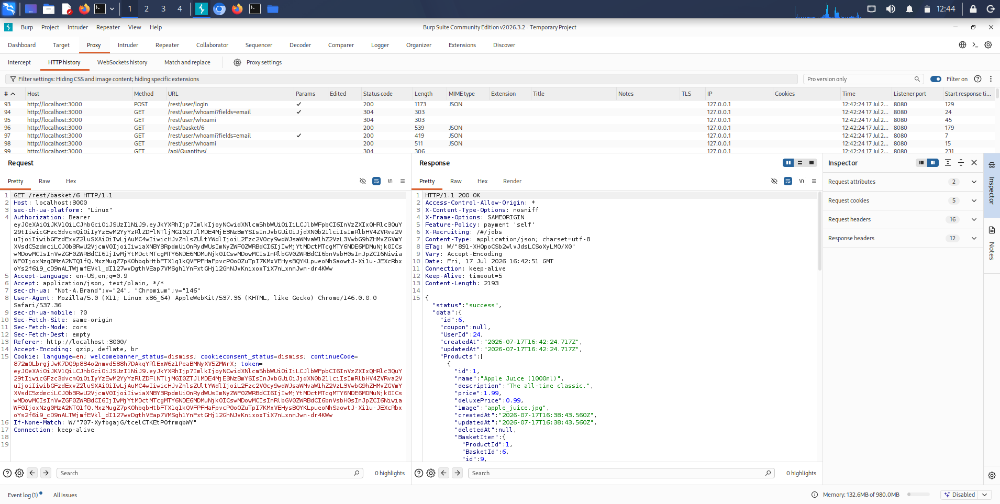 1 2 3 4 12:44
Burp Project Intruder Repeater View Help Burp Suite Community Edition v2026.3.2 - Temporary Project
Dashboard Target Proxy Intruder Repeater Collaborator Sequencer Decoder Comparer Logger Organizer Extensions Discover
Intercept HTTP history WebSockets history Match and replace Proxy settings
Filter settings: Hiding CSS and image content; hiding specific extensions Pro version only Filter on
# Host Method URL Params Edited Status code Length MIME type Extension Title Notes TLS IP Cookies Time Listener port Start response ti...
93 http://localhost:3000 POST /rest/user/login ✓ 200 1173 JSON 127.0.0.1 12:42:24 17 Jul 2... 8080 129
94 http://localhost:3000 GET /rest/user/whoami?fields=email ✓ 304 303 127.0.0.1 12:42:24 17 Jul 2... 8080 24
95 http://localhost:3000 GET /rest/user/whoami 304 303 127.0.0.1 12:42:24 17 Jul 2... 8080 45
96 http://localhost:3000 GET /rest/basket/6 200 539 JSON 127.0.0.1 12:42:24 17 Jul 2... 8080 179
97 http://localhost:3000 GET /rest/user/whoami?fields=email ✓ 200 419 JSON 127.0.0.1 12:42:24 17 Jul 2... 8080 7
98 http://localhost:3000 GET /rest/user/whoami 200 511 JSON 127.0.0.1 12:42:24 17 Jul 2... 8080 15
99 http://localhost:3000 GET /api/Quantitys/ 304 306 127.0.0.1 12:42:24 17 Jul 2... 8080 231
Request
Pretty Raw Hex \n
1 GET /rest/basket/6 HTTP/1.1
2 Host: localhost:3000
3 sec-ch-ua-platform: "Linux"
4 Authorization: Bearer
5 Accept-Language: en-US,en;q=0.9
6 Accept: application/json, text/plain, */*
7 sec-ch-ua: "Not-A.Brand";v="24", "Chromium";v="146"
8 User-Agent: Mozilla/5.0 (X11; Linux x86_64) AppleWebKit/537.36 (KHTML, like Gecko) Chrome/146.0.0.0
Safari/537.36
9 sec-ch-ua-mobile: ?0
10 Sec-Fetch-Site: same-origin
11 Sec-Fetch-Mode: cors
12 Sec-Fetch-Dest: empty
13 Referer: http://localhost:3000/
14 Accept-Encoding: gzip, deflate, br
15 Cookie: language=en; welcomebanner_status=dismiss; cookieconsent_status=dismiss; continueCode=
token=
16 If-None-Match: W/"707-XyfbgajG/tcelCTKEtP0frmqbWY"
17 Connection: keep-alive
18
19
Search 0 highlights
Response
Pretty Raw Hex Render \n
1 HTTP/1.1 200 OK
2 Access-Control-Allow-Origin: *
3 X-Content-Type-Options: nosniff
4 X-Frame-Options: SAMEORIGIN
5 Feature-Policy: payment 'self'
6 X-Recruiting: /#/jobs
7 Content-Type: application/json; charset=utf-8
8 ETag: W/"891-XHQpoCSb2wlvJdsLCSoXyLMQ/X0"
9 Vary: Accept-Encoding
10 Date: Fri, 17 Jul 2026 16:42:51 GMT
11 Connection: keep-alive
12 Keep-Alive: timeout=5
13 Content-Length: 2193
14
15 {
"status":"success",
"data":{
"id":6,
"coupon":null,
"UserId":24,
"createdAt":"2026-07-17T16:42:24.717Z",
"updatedAt":"2026-07-17T16:42:24.717Z",
"Products":[
{
"id":1,
"name":"Apple Juice (1000ml)",
"description":"The all-time classic.",
"price":1.99,
"deluxePrice":0.99,
"image":"apple_juice.jpg",
"createdAt":"2026-07-17T16:38:43.560Z",
"updatedAt":"2026-07-17T16:38:43.560Z",
"deletedAt":null,
"BasketItem":{
"ProductId":1,
"BasketId":6,
"id":9,
Search 0 highlights
Inspector
Request attributes 2
Request cookies 5
Request headers 16
Response headers 12
Inspector
Notes
Event log (1) All issues Memory: 132.6MB of 980.0MB Disabled